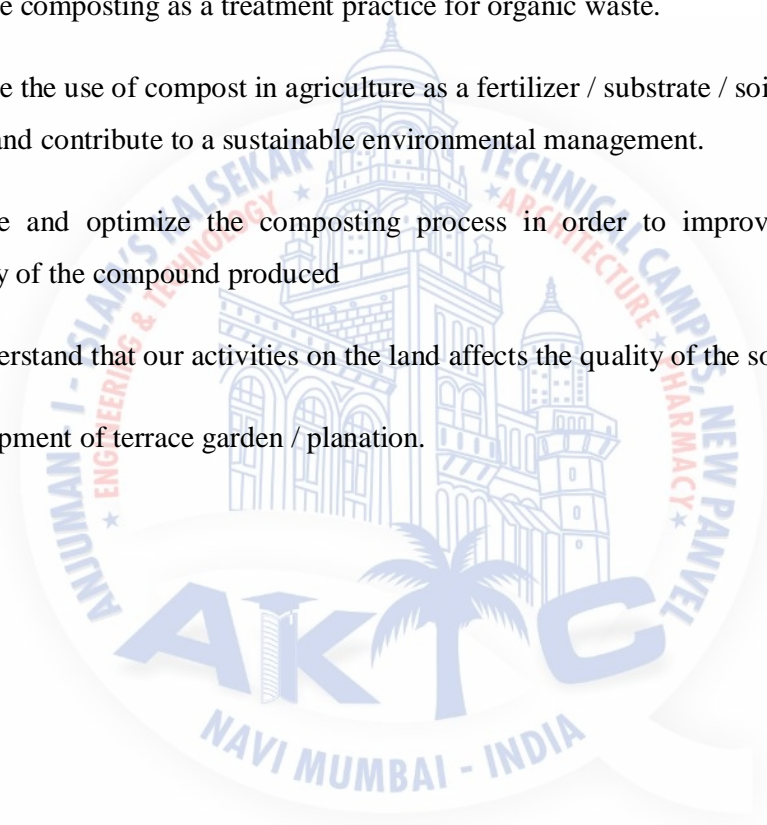 e composting as a treatment practice for organic waste.
e the use of compost in agriculture as a fertilizer / substrate / soi
and contribute to a sustainable environmental management.
e and optimize the composting process in order to improv
y of the compound produced
erstand that our activities on the land affects the quality of the so
pment of terrace garden / planation.
ANJUMAN - I - ISLAM'S KALSEKAR TECHNICAL CAMPUS, NEW PANVEL
★ ENGINEERING & TECHNOLOGY ★ ★ ARCHITECTURE ★ PHARMACY ★
AKTC
NAVI MUMBAI - INDIA